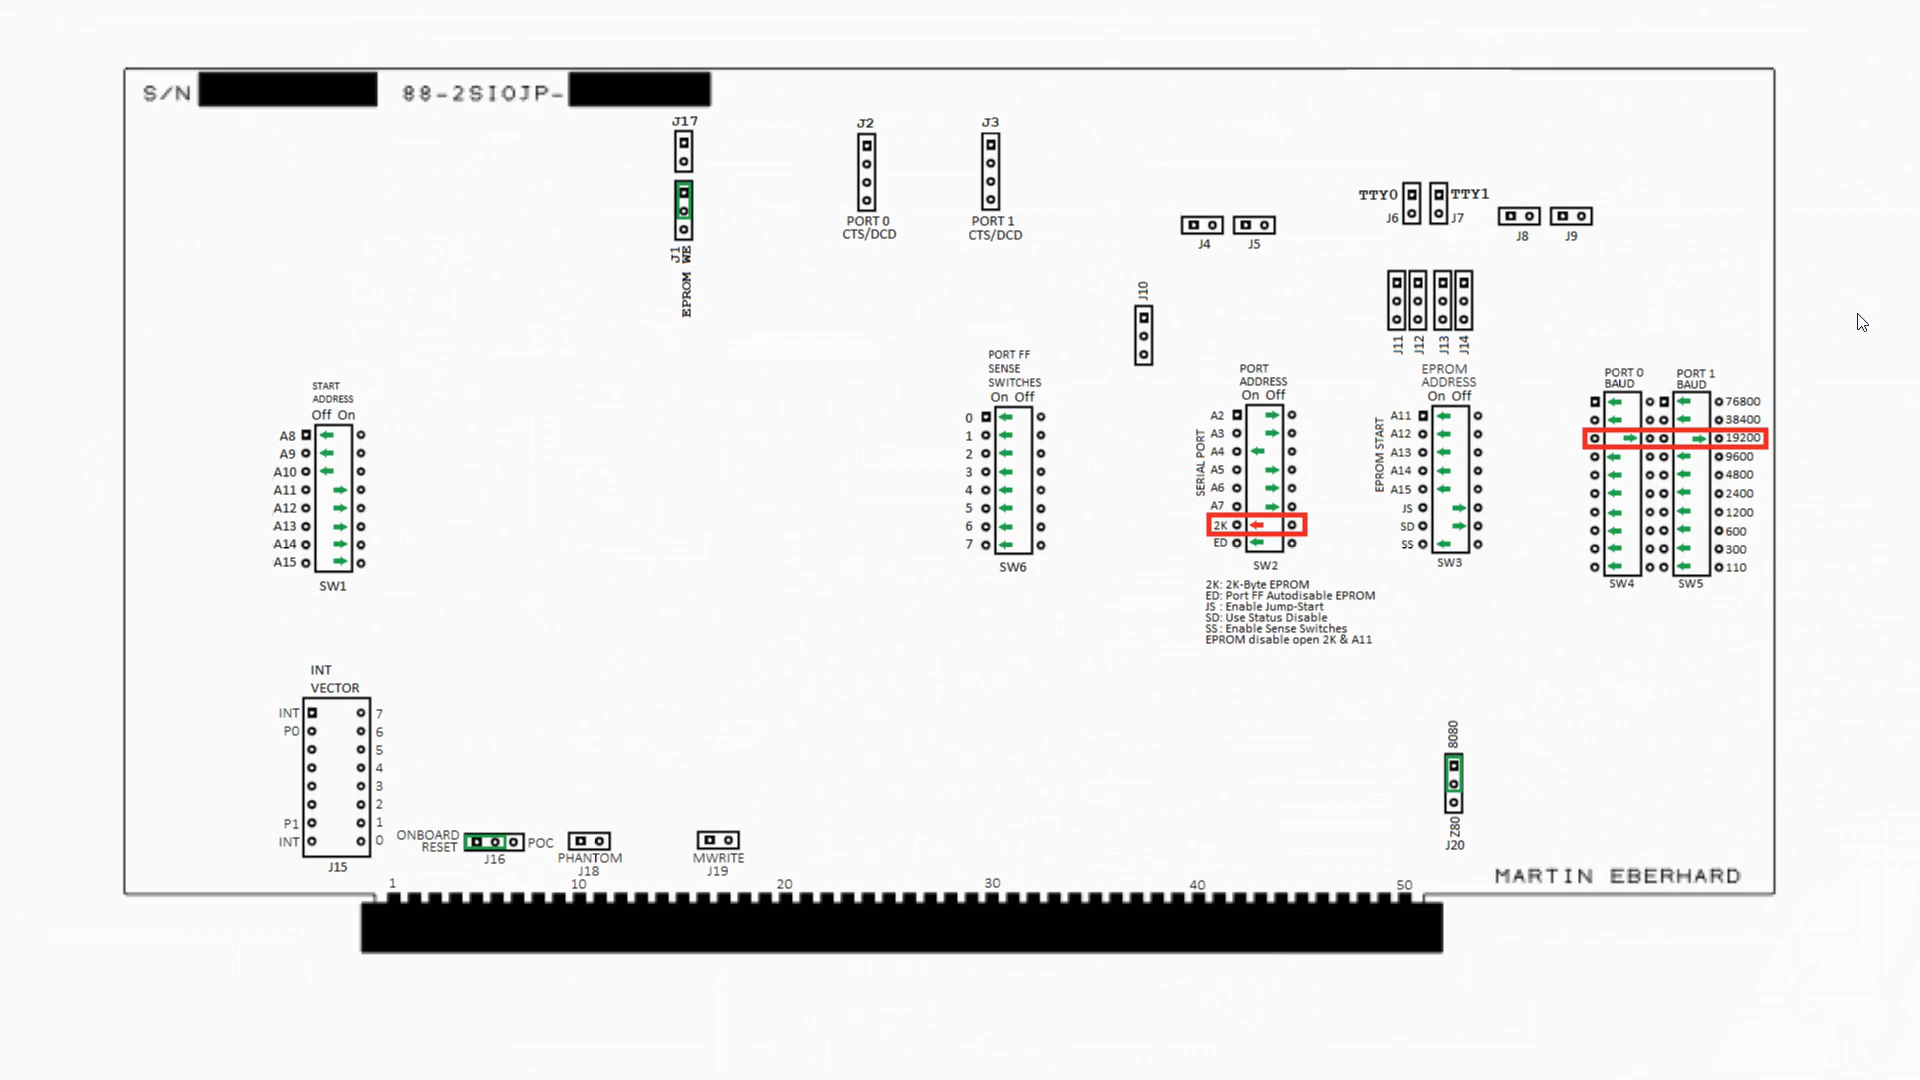 S/N 88-2SIOJP-
J17
J1
EPROM WE
J2
PORT 0
CTS/DCD
J3
PORT 1
CTS/DCD
J4 J5
TTY0 TTY1
J6 J7
J8 J9
J10
J11 J12 J13 J14
START
ADDRESS
Off On
A8
A9
A10
A11
A12
A13
A14
A15
SW1
PORT FF
SENSE
SWITCHES
On Off
0
1
2
3
4
5
6
7
SW6
PORT
ADDRESS
On Off
SERIAL PORT
A2
A3
A4
A5
A6
A7
2K
ED
SW2
EPROM
ADDRESS
On Off
EPROM START
A11
A12
A13
A14
A15
JS
SD
SS
SW3
PORT 0
BAUD
PORT 1
BAUD
76800
38400
19200
9600
4800
2400
1200
600
300
110
SW4 SW5
2K: 2K-Byte EPROM
ED: Port FF Autodisable EPROM
JS : Enable Jump-Start
SD: Use Status Disable
SS : Enable Sense Switches
EPROM disable open 2K & A11
INT
VECTOR
INT 7
P0 6
5
4
3
2
P1 1
INT 0
J15
ONBOARD
RESET
POC
J16
PHANTOM
J18
MWRITE
J19
8080
Z80
J20
MARTIN EBERHARD
1 10 20 30 40 50